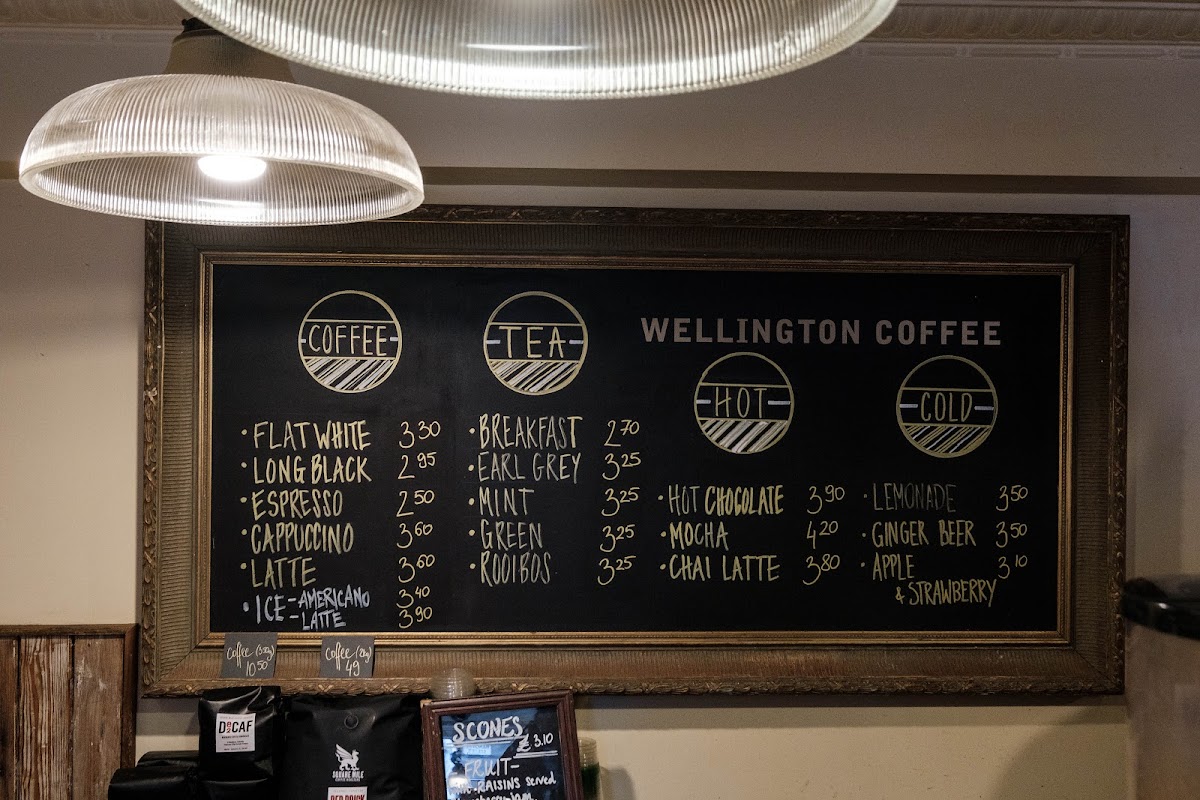 WELLINGTON COFFEE
COFFEE
· FLAT WHITE 3 30
· LONG BLACK 2 95
· ESPRESSO 2 50
· CAPPUCCINO 3 60
· LATTE 3 60
· ICE - AMERICANO 3 40
- LATTE 3 90
TEA
· BREAKFAST 2 70
· EARL GREY 3 25
· MINT 3 25
· GREEN 3 25
· ROOIBOS 3 25
HOT
· HOT CHOCOLATE 3 90
· MOCHA 4 20
· CHAI LATTE 3 80
COLD
· LEMONADE 3 50
· GINGER BEER 3 50
· APPLE 3 10
& STRAWBERRY
Coffee
10 50
Coffee
49
DECAF
SQUARE MILE
COFFEE ROASTERS
RED BRICK
SCONES
£ 3.10
FRUIT -
RAISINS served